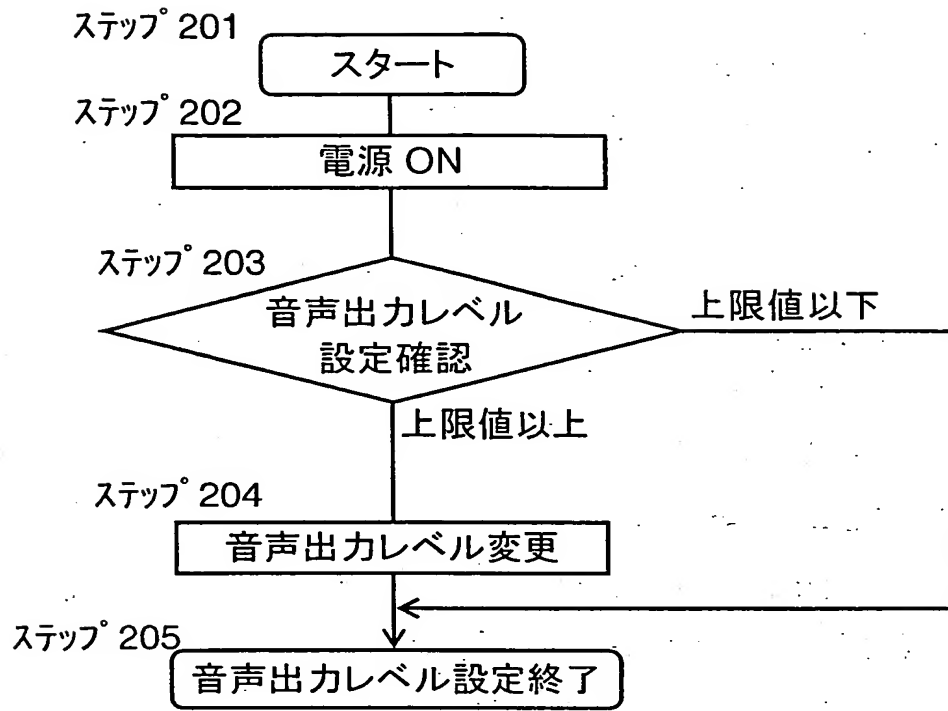 ステップ 201
スタート
ステップ 202
電源 ON
ステップ 203
音声出力レベル
設定確認
上限値以下
上限値以上
ステップ 204
音声出力レベル変更
ステップ 205
音声出力レベル設定終了